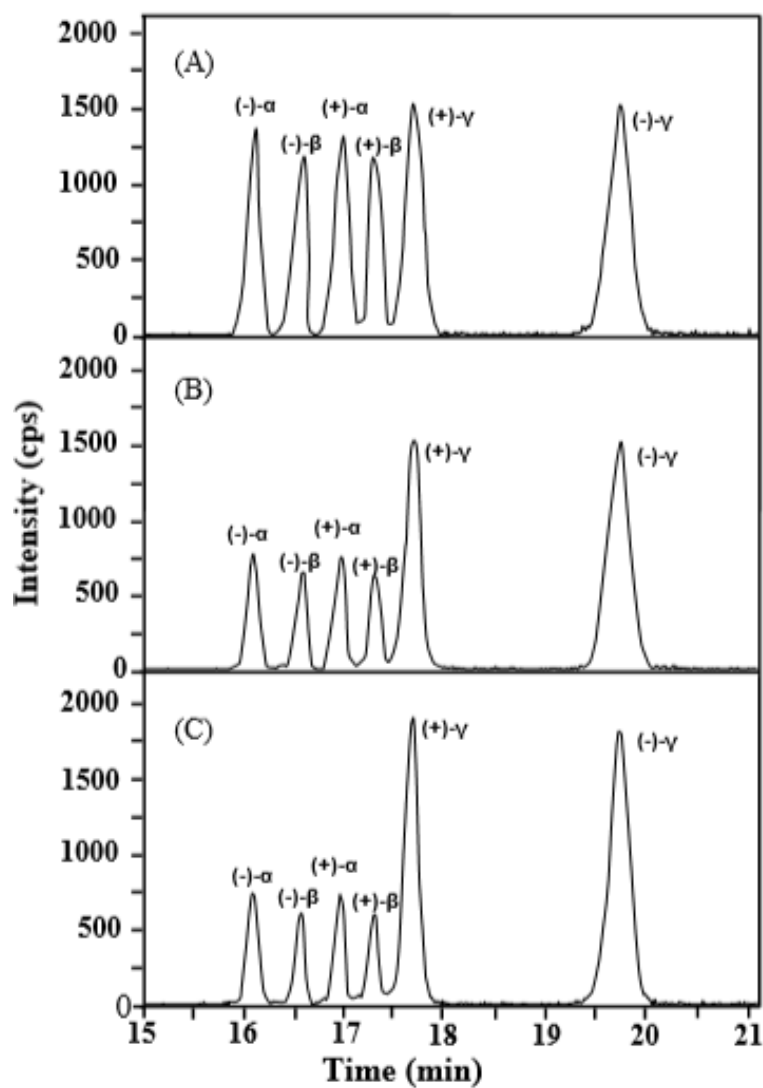 2000
(A)
(-)-α
(+)-α
1500
(+)-γ
(-)-γ
(-)-β
(+)-β
1000
500
0
2000
(B)
1500
(+)-γ
(-)-γ
1000
(-)-α
(+)-α
(-)-β
(+)-β
500
0
2000
(C)
(+)-γ
(-)-γ
1500
1000
(-)-α
(+)-α
(-)-β
(+)-β
500
0
Intensity (cps)
15 16 17 18 19 20 21
Time (min)